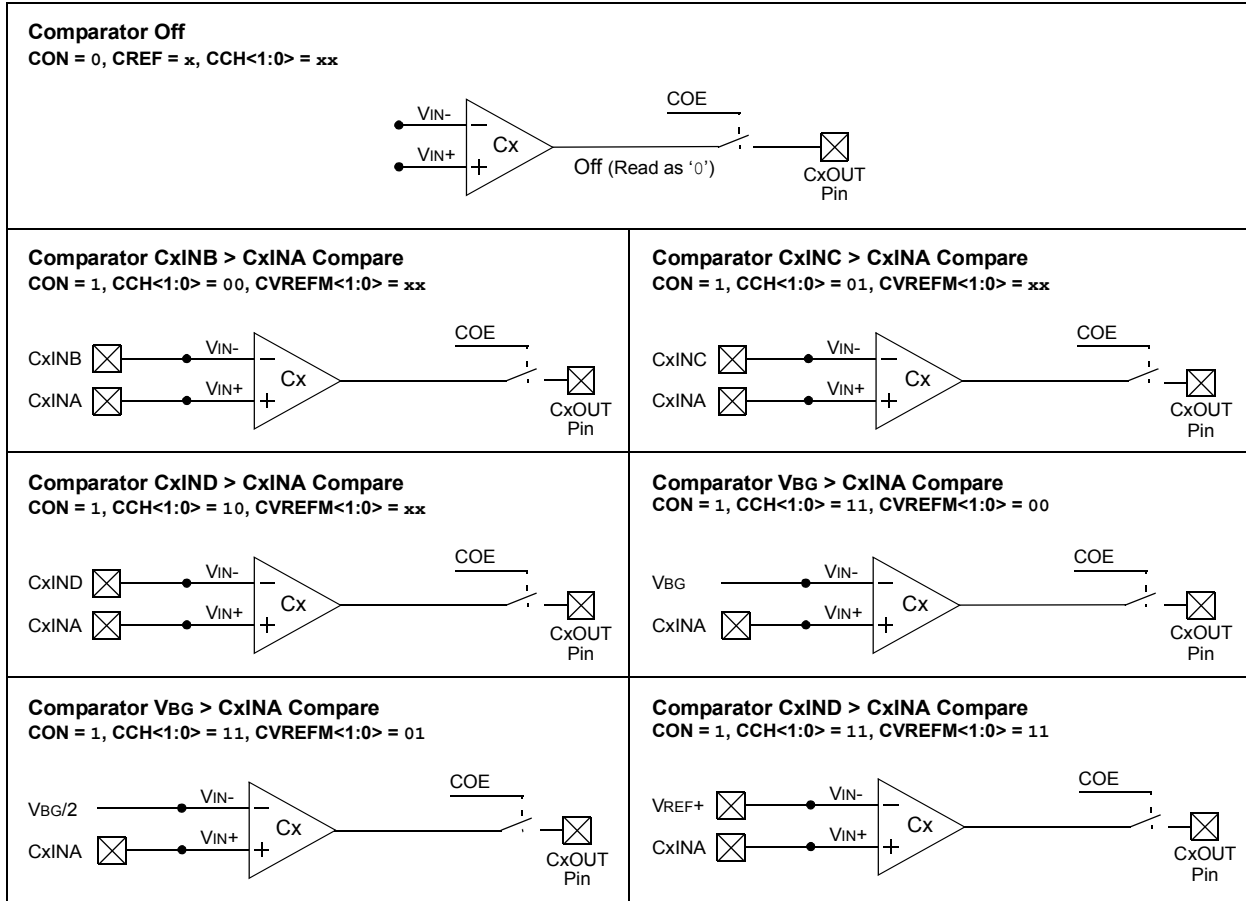 Comparator Off
CON = 0, CREF = x, CCH<1:0> = xx
COE
VIN-
–
Cx
VIN+
+
Off (Read as ‘0’)
CxOUT
Pin
Comparator CxINB > CxINA Compare
CON = 1, CCH<1:0> = 00, CVREFM<1:0> = xx
COE
CxINB
VIN-
–
Cx
CxINA
VIN+
+
CxOUT
Pin
Comparator CxINC > CxINA Compare
CON = 1, CCH<1:0> = 01, CVREFM<1:0> = xx
COE
CxINC
VIN-
–
Cx
CxINA
VIN+
+
CxOUT
Pin
Comparator CxIND > CxINA Compare
CON = 1, CCH<1:0> = 10, CVREFM<1:0> = xx
COE
CxIND
VIN-
–
Cx
CxINA
VIN+
+
CxOUT
Pin
Comparator VBG > CxINA Compare
CON = 1, CCH<1:0> = 11, CVREFM<1:0> = 00
COE
VBG
VIN-
–
Cx
CxINA
VIN+
+
CxOUT
Pin
Comparator VBG > CxINA Compare
CON = 1, CCH<1:0> = 11, CVREFM<1:0> = 01
COE
VBG/2
VIN-
–
Cx
CxINA
VIN+
+
CxOUT
Pin
Comparator CxIND > CxINA Compare
CON = 1, CCH<1:0> = 11, CVREFM<1:0> = 11
COE
VREF+
VIN-
–
Cx
CxINA
VIN+
+
CxOUT
Pin